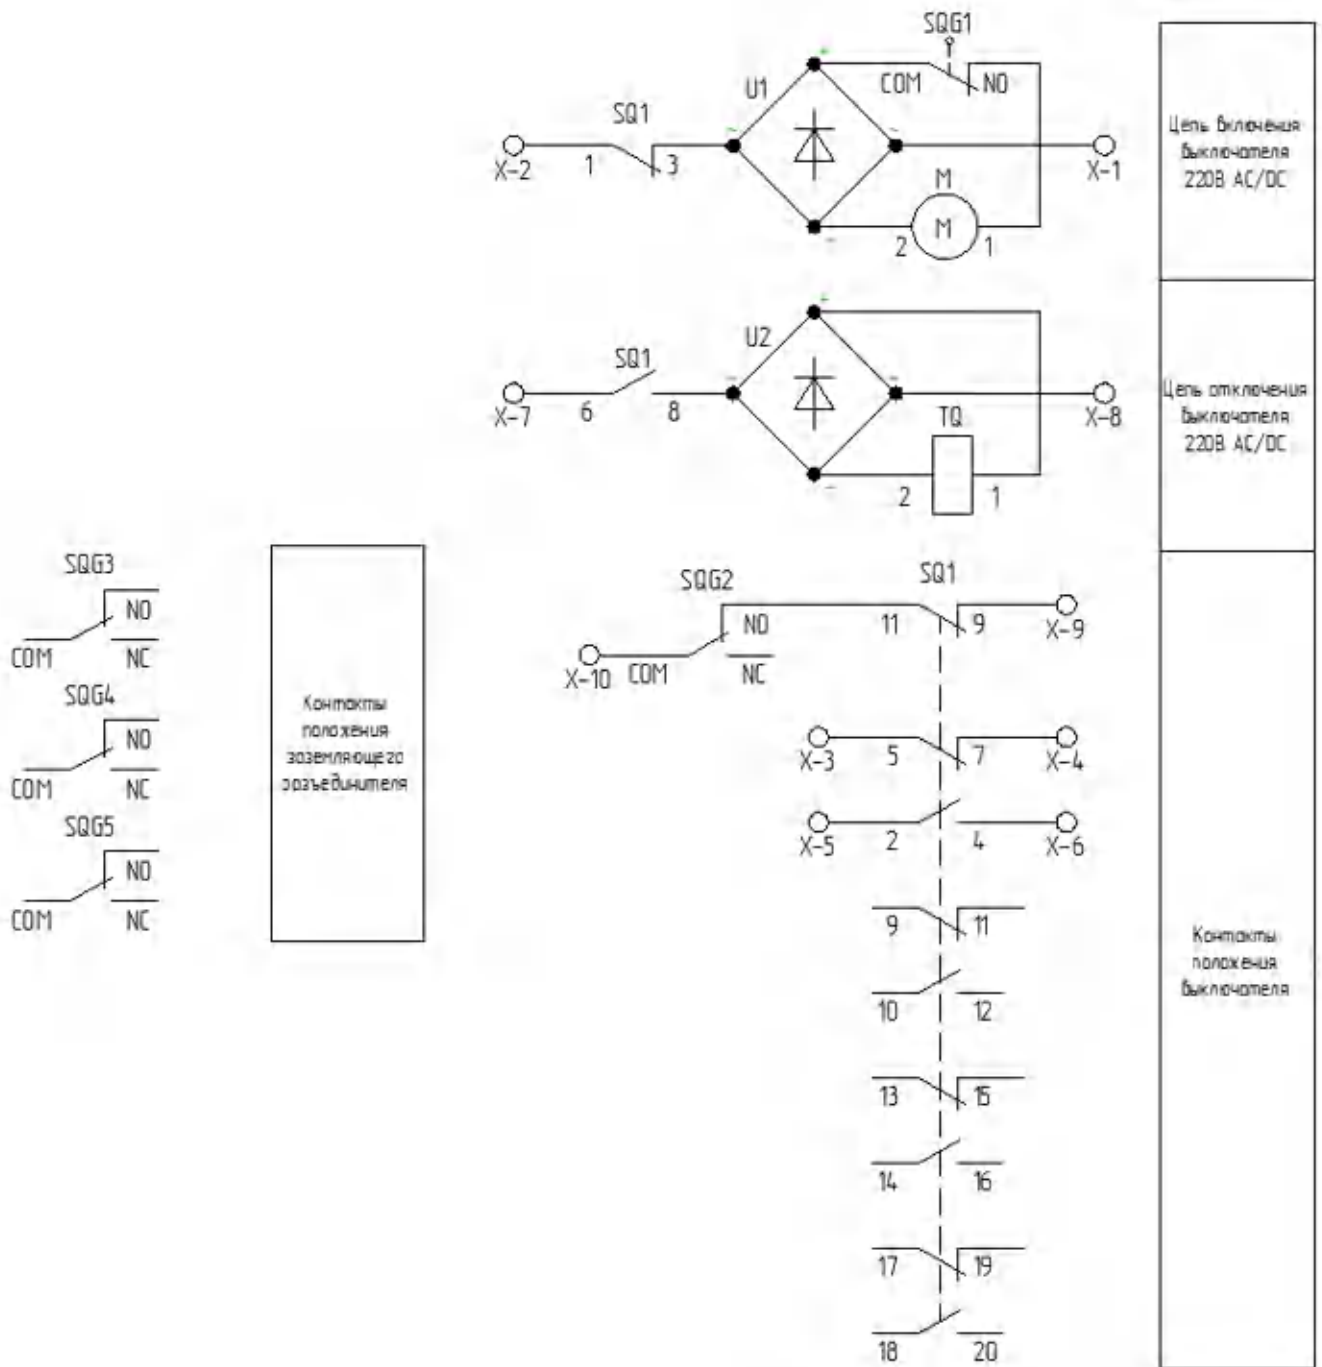 SQG1
COM
NO
U1
SQ1
X-2
1
3
X-1
M
M
2
1
Цепь включения
выключателя
220В AC/DC
U2
SQ1
X-7
6
8
X-8
TQ
2
1
Цепь отключения
выключателя
220В AC/DC
SQG3
NO
COM
NC
SQG4
NO
COM
NC
SQG5
NO
COM
NC
Контакты
положения
заземляющего
разъединителя
SQG2
SQ1
NO
11
9
X-9
X-10
COM
NC
X-3
5
7
X-4
X-5
2
4
X-6
9
11
10
12
13
15
14
16
17
19
18
20
Контакты
положения
выключателя